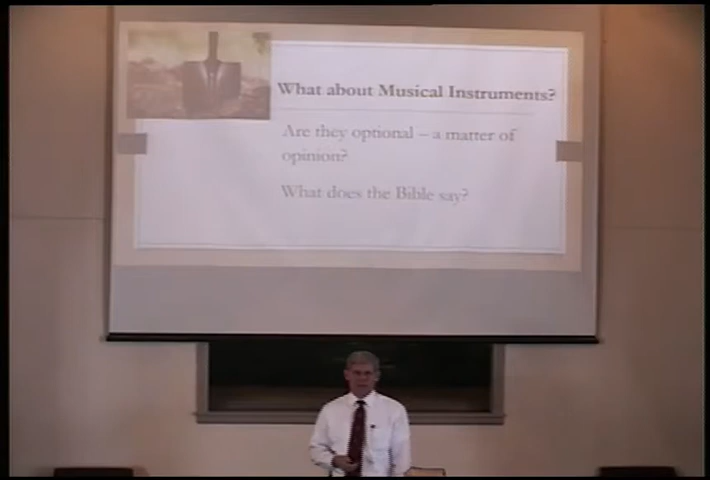 What about Musical Instruments?
Are they optional – a matter of
opinion?
What does the Bible say?